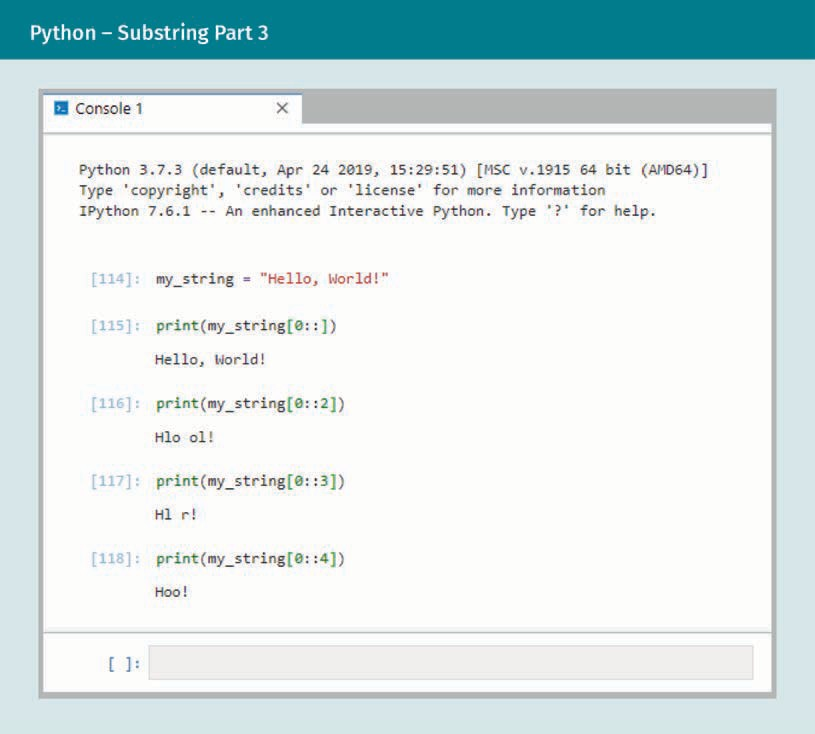 Python – Substring Part 3
Console 1
Python 3.7.3 (default, Apr 24 2019, 15:29:51) [MSC v.1915 64 bit (AMD64)]
Type 'copyright', 'credits' or 'license' for more information
IPython 7.6.1 -- An enhanced Interactive Python. Type '?' for help.
[114]: my_string = "Hello, World!"
[115]: print(my_string[0::])
Hello, World!
[116]: print(my_string[0::2])
Hlo ol!
[117]: print(my_string[0::3])
Hl r!
[118]: print(my_string[0::4])
Hoo!
[ ]: